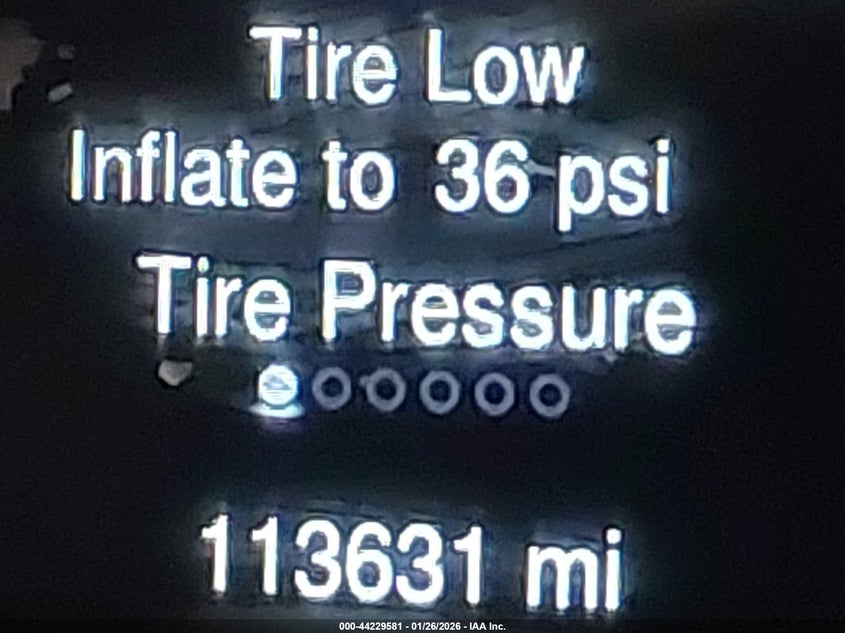 Tire Low
Inflate to 36 psi
Tire Pressure
113631 mi
000-44229581 - 01/26/2026 - IAA Inc.